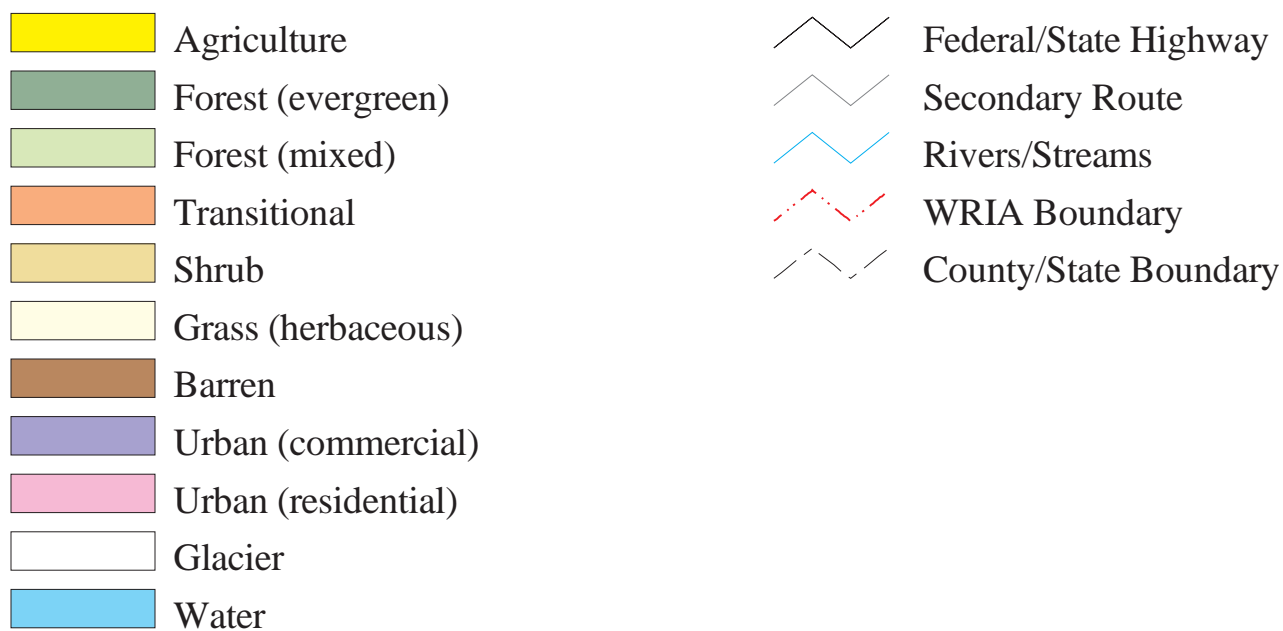 Agriculture
Forest (evergreen)
Forest (mixed)
Transitional
Shrub
Grass (herbaceous)
Barren
Urban (commercial)
Urban (residential)
Glacier
Water
Federal/State Highway
Secondary Route
Rivers/Streams
WRIA Boundary
County/State Boundary